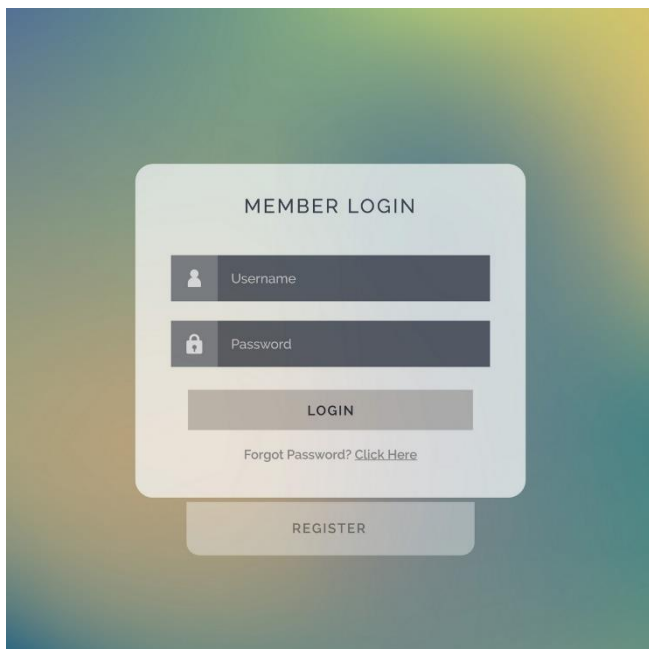 MEMBER LOGIN
Username
Password
LOGIN
Forgot Password? Click Here
REGISTER